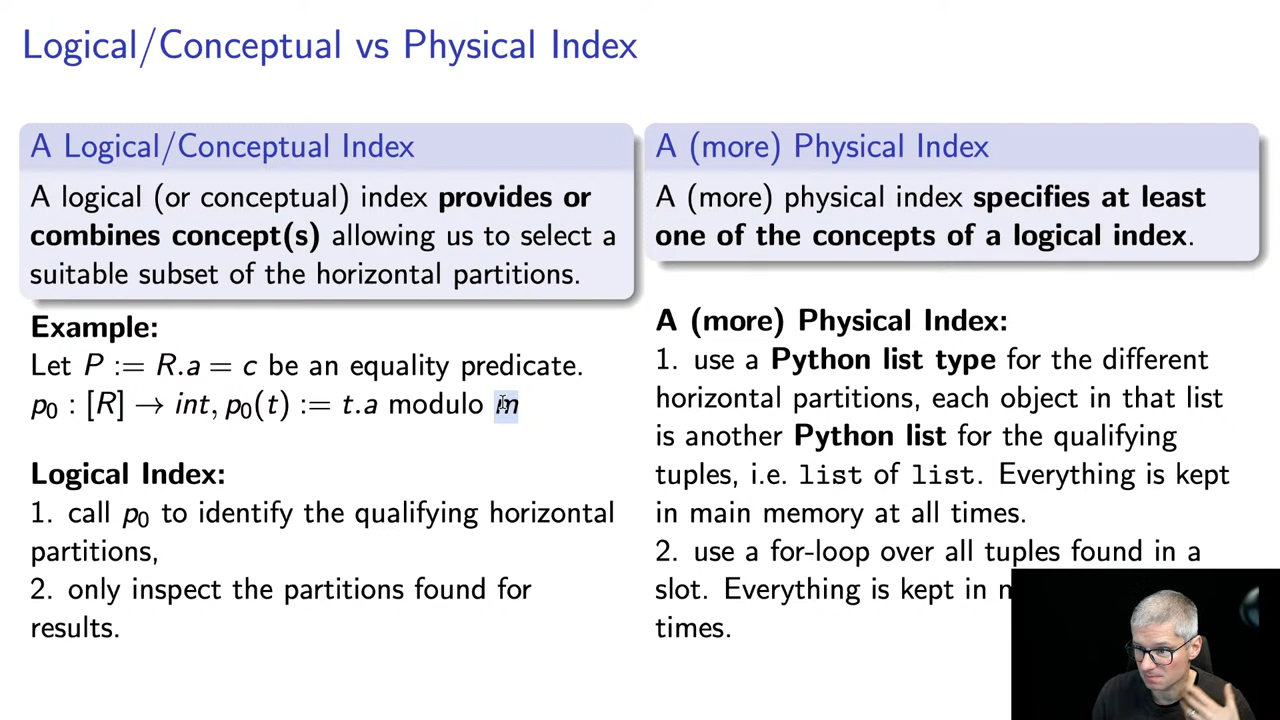 Logical/Conceptual vs Physical Index
A Logical/Conceptual Index
A logical (or conceptual) index provides or
combines concept(s) allowing us to select a
suitable subset of the horizontal partitions.
Example:
Let P := R.a = c be an equality predicate.
p₀ : [R] → int, p₀(t) := t.a modulo m
Logical Index:
1. call p₀ to identify the qualifying horizontal
partitions,
2. only inspect the partitions found for
results.
A (more) Physical Index
A (more) physical index specifies at least
one of the concepts of a logical index.
A (more) Physical Index:
1. use a Python list type for the different
horizontal partitions, each object in that list
is another Python list for the qualifying
tuples, i.e. list of list. Everything is kept
in main memory at all times.
2. use a for-loop over all tuples found in a
slot. Everything is kept in
times.